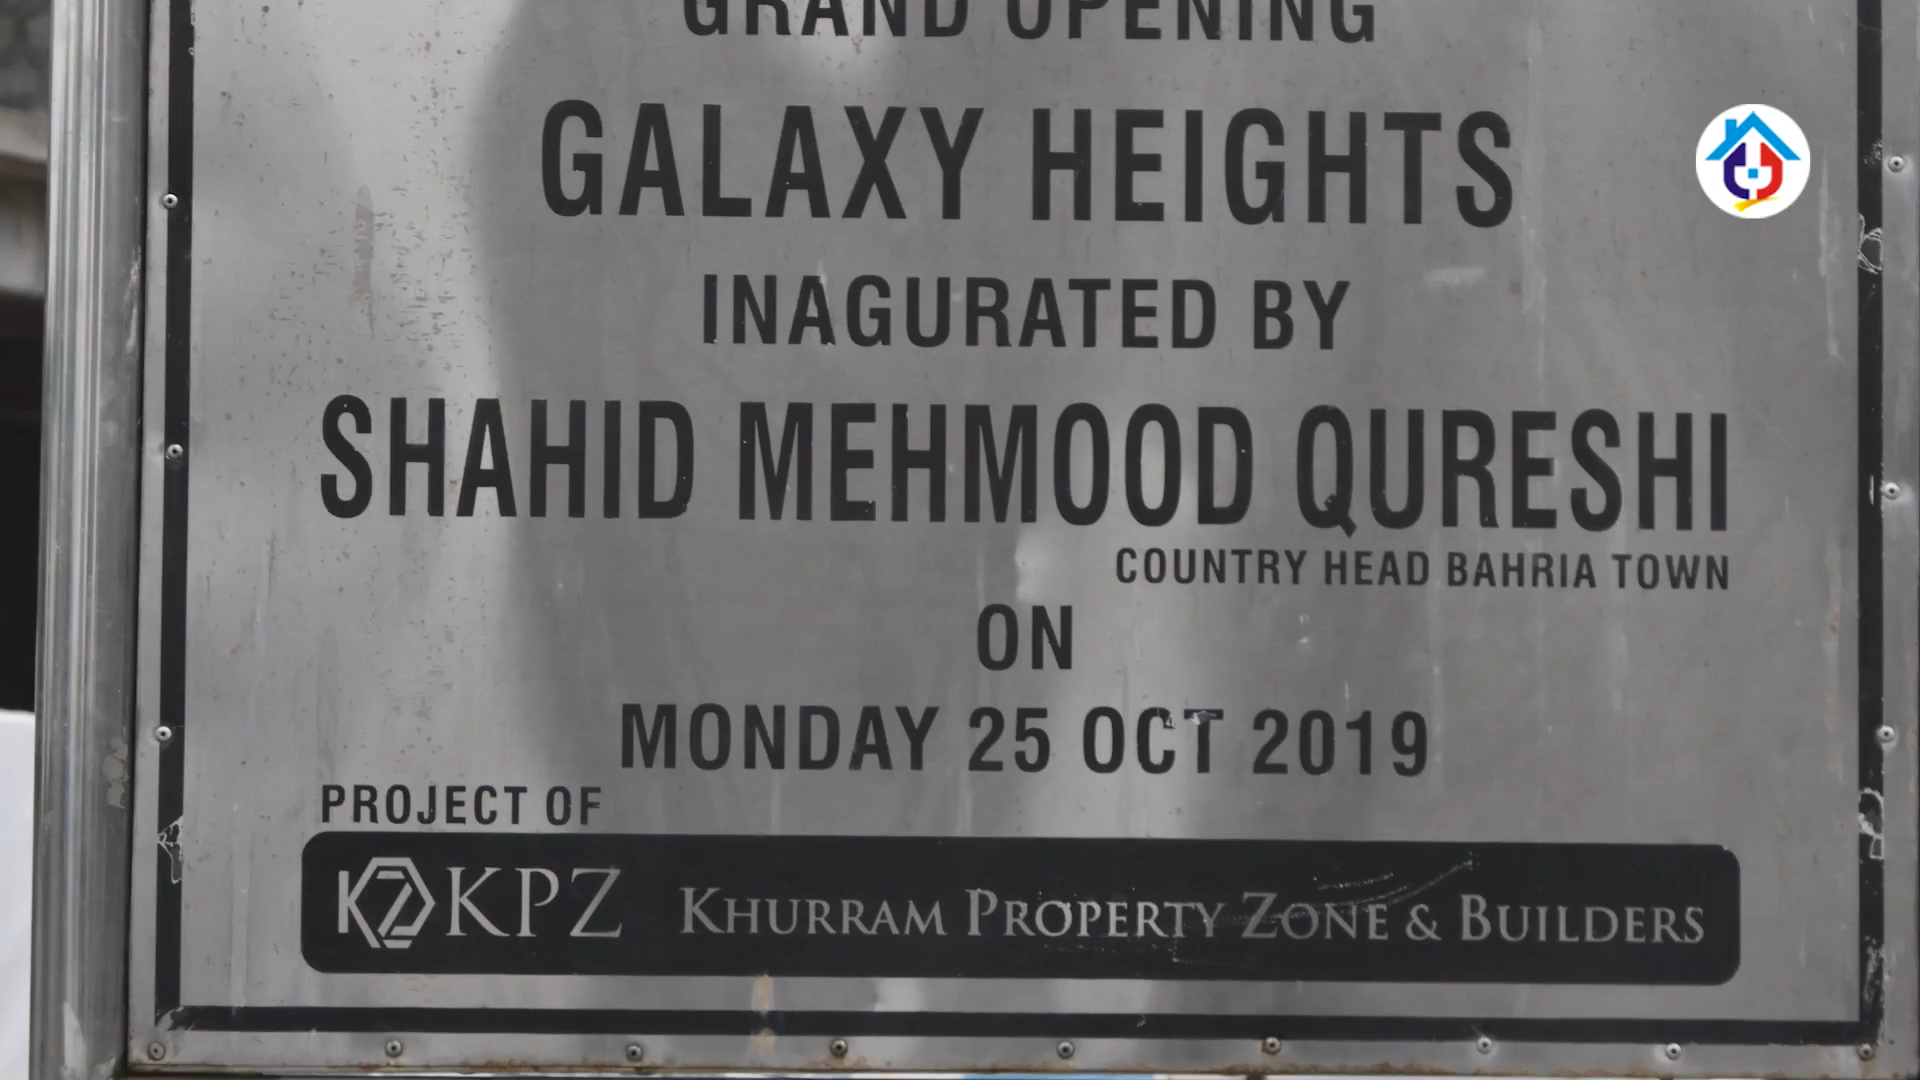 GRAND OPENING
GALAXY HEIGHTS
INAGURATED BY
SHAHID MEHMOOD QURESHI
COUNTRY HEAD BAHRIA TOWN
ON
MONDAY 25 OCT 2019
PROJECT OF
KPZ KHURRAM PROPERTY ZONE & BUILDERS